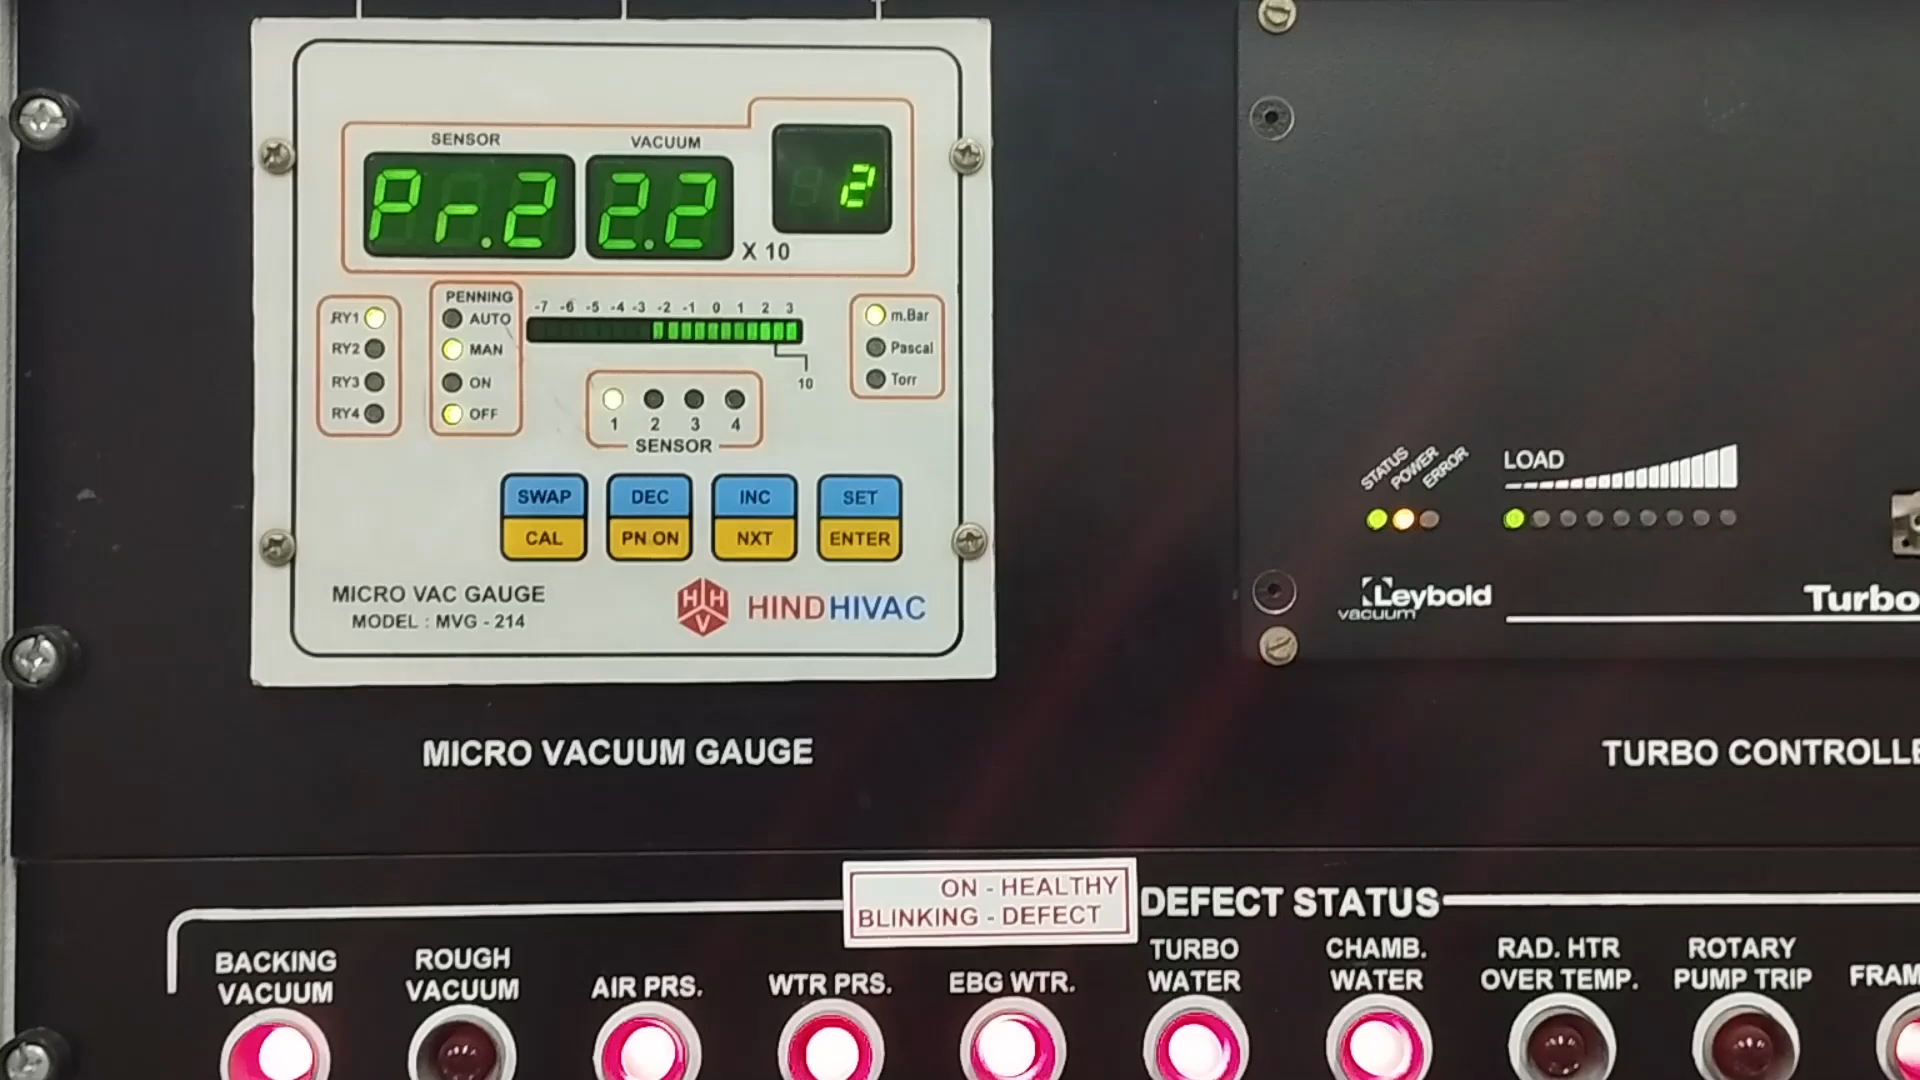 SENSOR
VACUUM
Pr.2
2.2
2
X 10
RY1
RY2
RY3
RY4
PENNING
AUTO
MAN
ON
OFF
-7 -6 -5 -4 -3 -2 -1 0 1 2 3
10
m.Bar
Pascal
Torr
1 2 3 4
SENSOR
SWAP DEC INC SET
CAL PN ON NXT ENTER
MICRO VAC GAUGE
MODEL : MVG - 214
HHV HINDHIVAC
MICRO VACUUM GAUGE
STATUS
POWER
ERROR
LOAD
Leybold
vacuum
Turbo
TURBO CONTROLLE
ON - HEALTHY
BLINKING - DEFECT
DEFECT STATUS
BACKING
VACUUM
ROUGH
VACUUM
AIR PRS.
WTR PRS.
EBG WTR.
TURBO
WATER
CHAMB.
WATER
RAD. HTR
OVER TEMP.
ROTARY
PUMP TRIP
FRAM